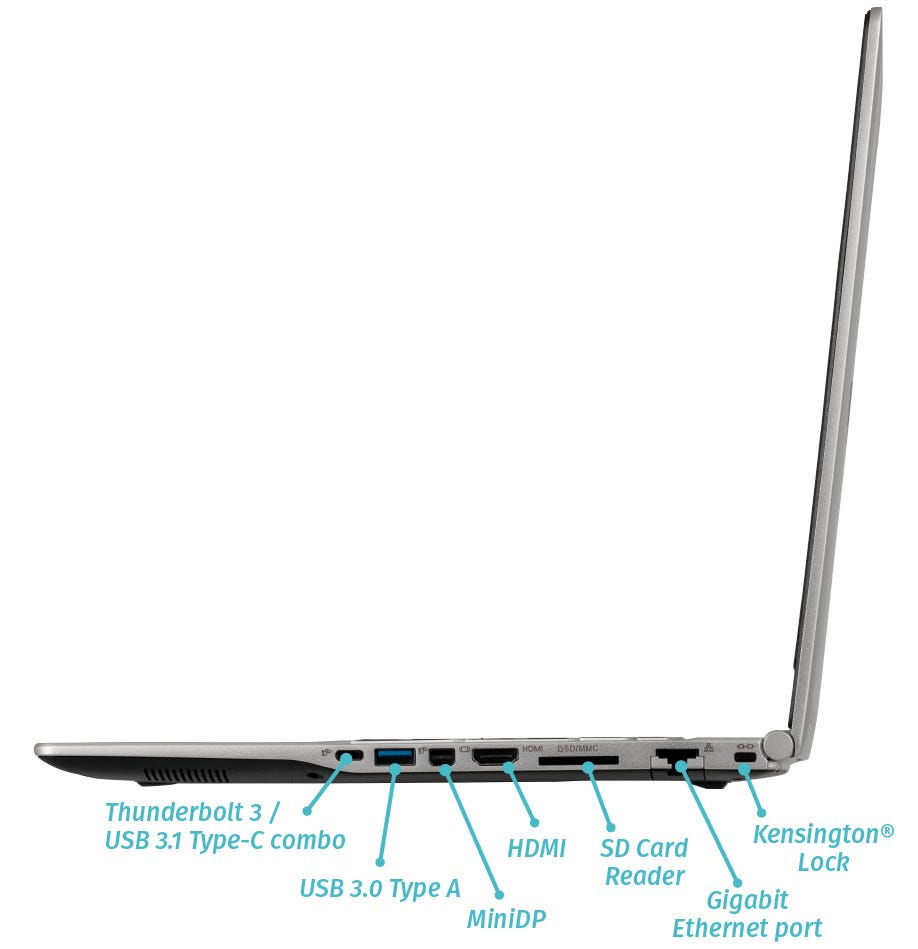 HDMI
SD/MMC
Thunderbolt 3 /
USB 3.1 Type-C combo
USB 3.0 Type A
MiniDP
HDMI
SD Card
Reader
Gigabit
Ethernet port
Kensington®
Lock